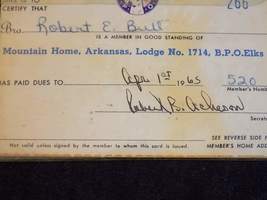 CERTIFY THAT
200
Bro. Robert E. Bull
IS A MEMBER IN GOOD STANDING OF
Mountain Home, Arkansas, Lodge No. 1714, B.P.O.Elks
HAS PAID DUES TO Apr 1st 1965 520
Member's
Robert B. Acheson
Secre
SEE REVERSE SIDE
Not valid unless signed by the member to whom this card is issued. MEMBER'S HOME ADD